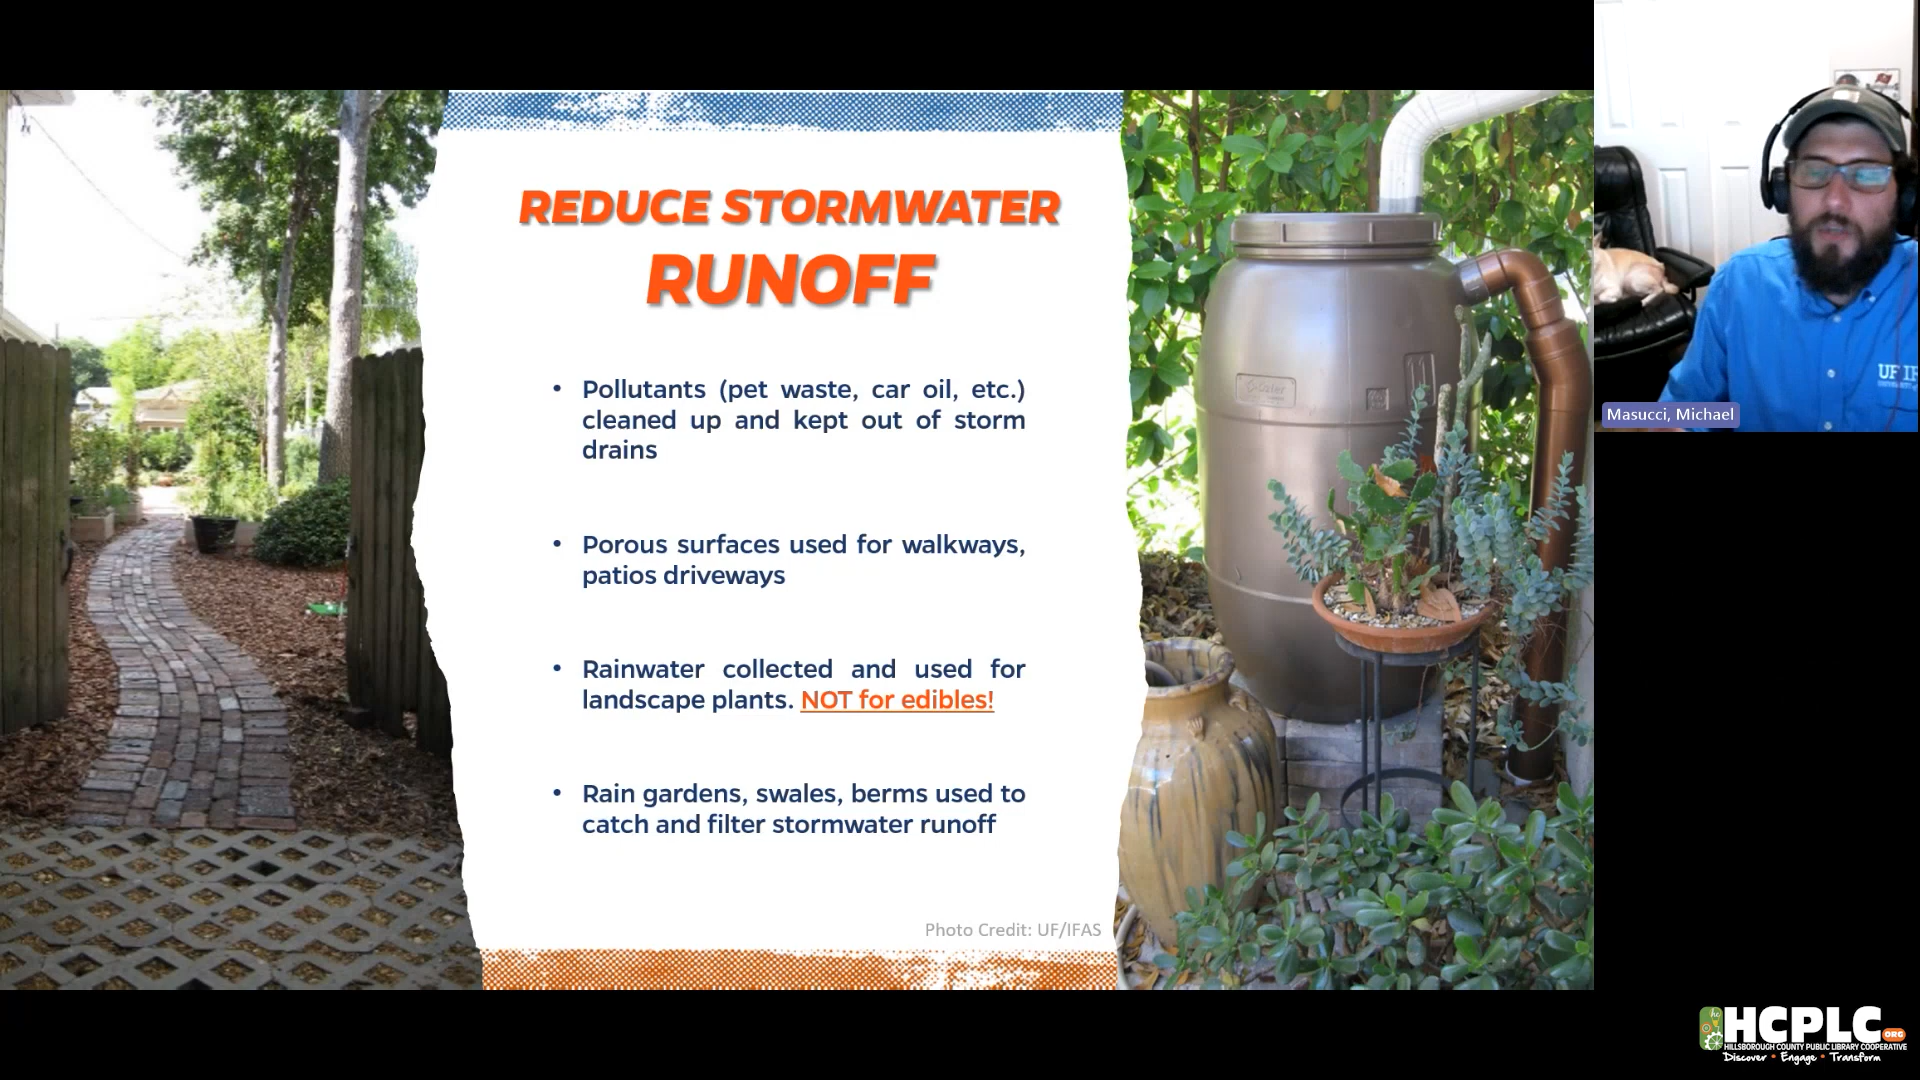 REDUCE STORMWATER
RUNOFF
• Pollutants (pet waste, car oil, etc.)
cleaned up and kept out of storm
drains
• Porous surfaces used for walkways,
patios driveways
• Rainwater collected and used for
landscape plants. NOT for edibles!
• Rain gardens, swales, berms used to
catch and filter stormwater runoff
Photo Credit: UF/IFAS
Masucci, Michael
HCPLC.ORG
HILLSBOROUGH COUNTY PUBLIC LIBRARY COOPERATIVE
Discover • Engage • Transform